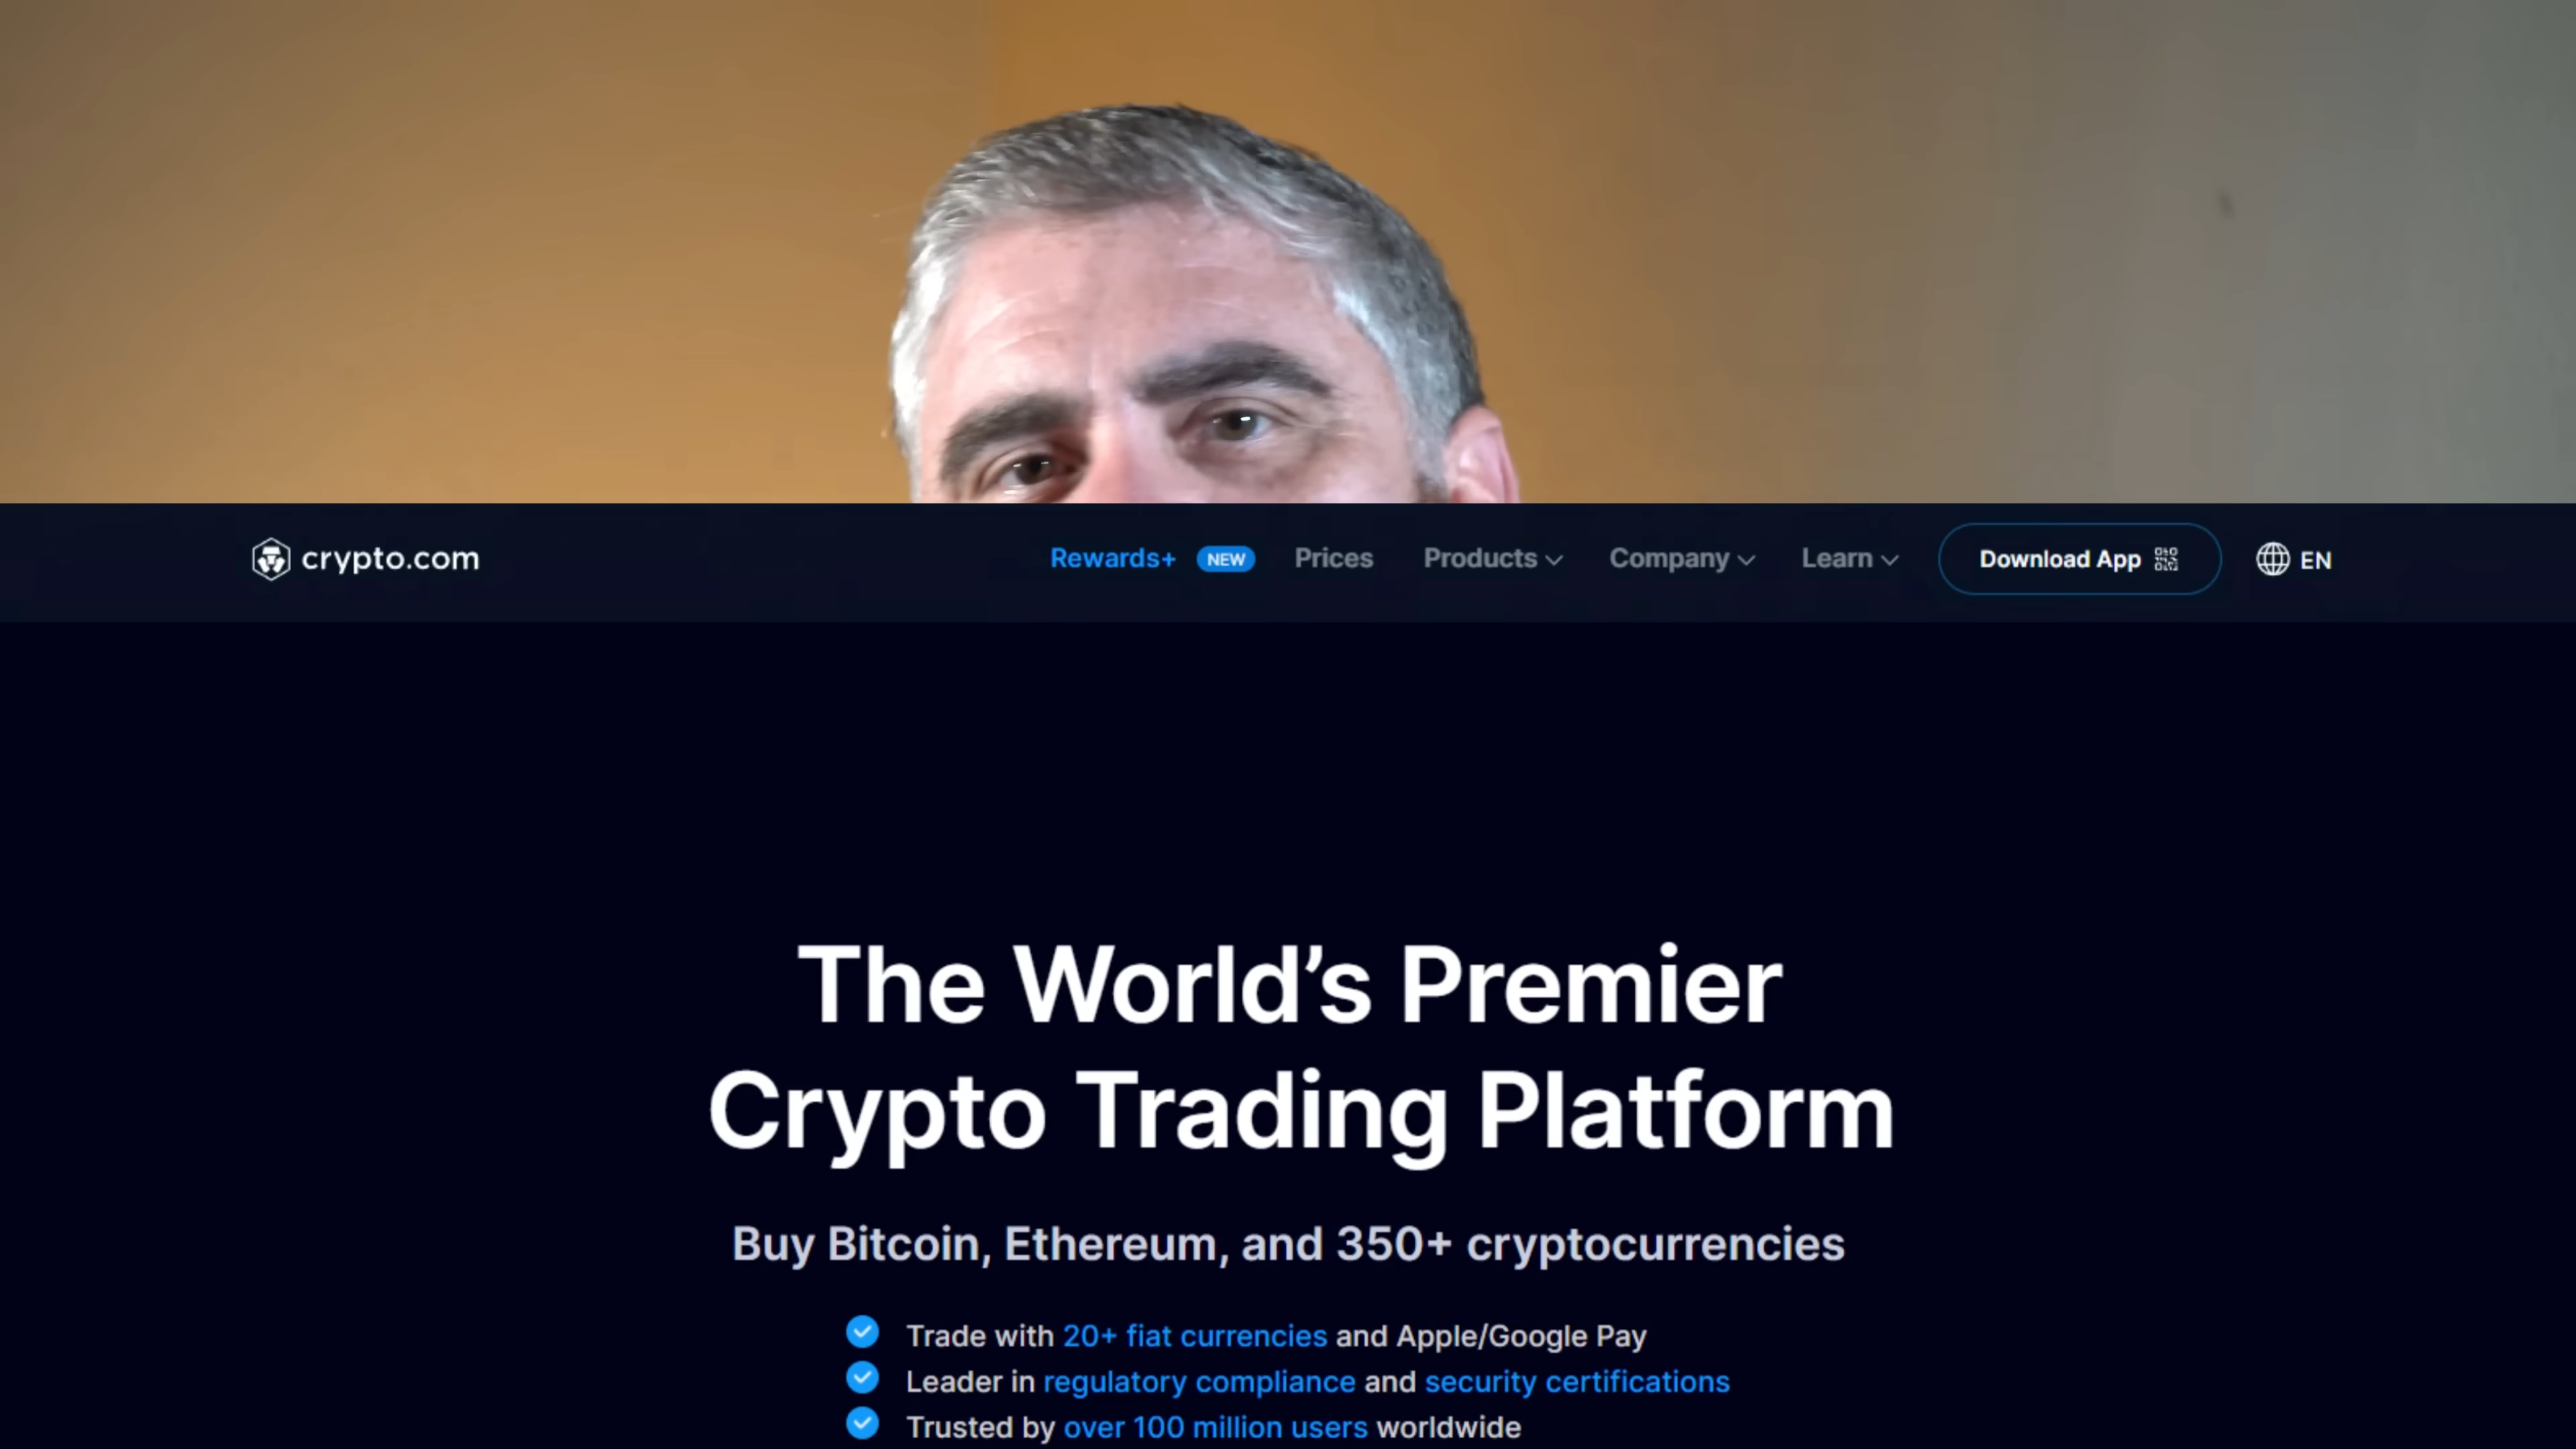 crypto.com Rewards+ NEW Prices Products Company Learn Download App EN
The World’s Premier
Crypto Trading Platform
Buy Bitcoin, Ethereum, and 350+ cryptocurrencies
Trade with 20+ fiat currencies and Apple/Google Pay
Leader in regulatory compliance and security certifications
Trusted by over 100 million users worldwide